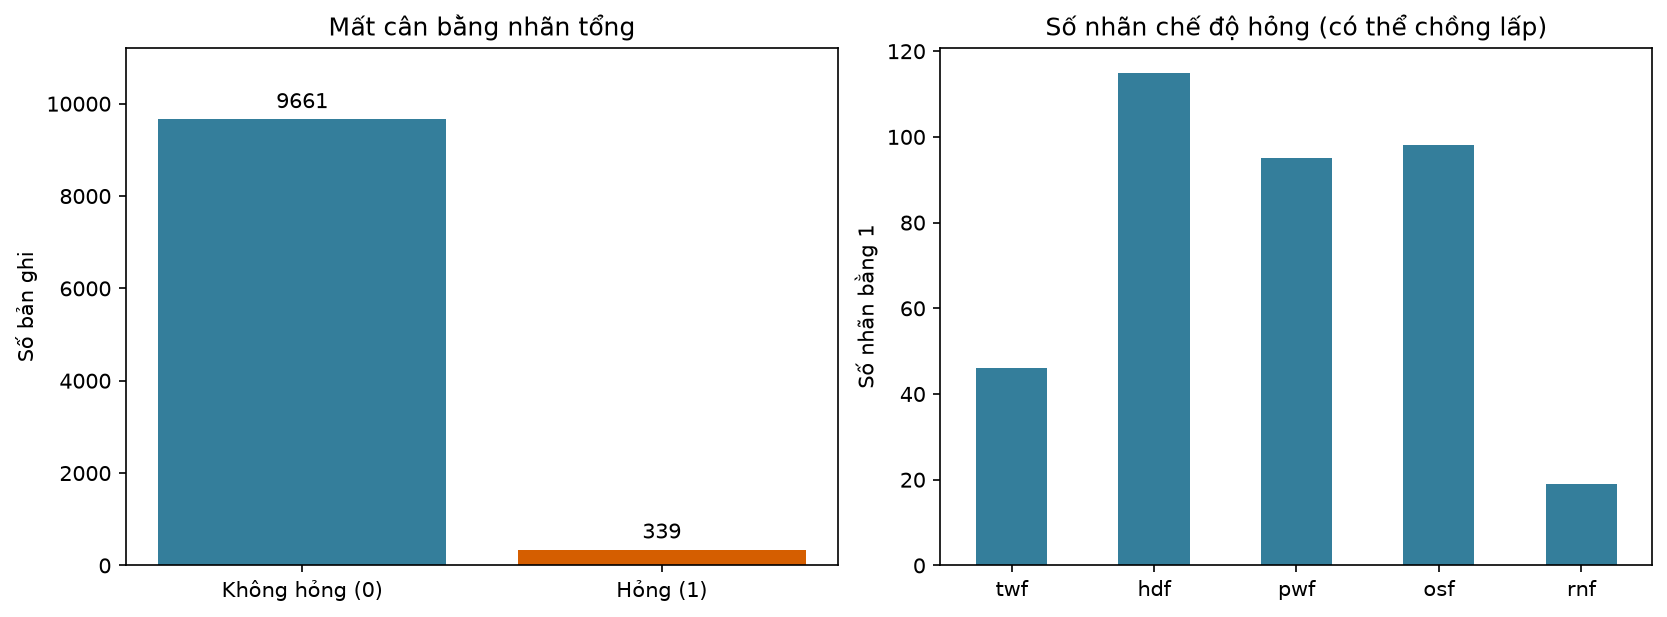 Mất cân bằng nhãn tổng
Số bản ghi
10000
8000
6000
4000
2000
0
9661
339
Không hỏng (0)
Hỏng (1)
Số nhãn chế độ hỏng (có thể chồng lấp)
Số nhãn bằng 1
120
100
80
60
40
20
0
twf
hdf
pwf
osf
rnf